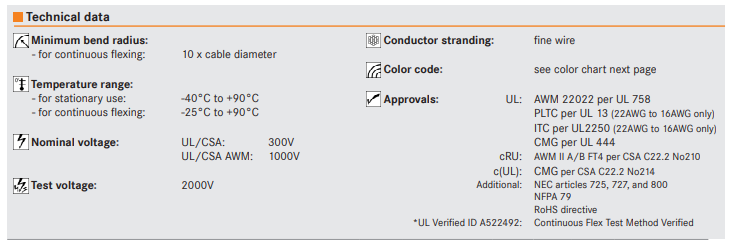 Technical data
Minimum bend radius:
- for continuous flexing: 10 x cable diameter
Temperature range:
- for stationary use: -40°C to +90°C
- for continuous flexing: -25°C to +90°C
Nominal voltage: UL/CSA: 300V
UL/CSA AWM: 1000V
Test voltage: 2000V
Conductor stranding: fine wire
Color code: see color chart next page
Approvals: UL: AWM 22022 per UL 758
PLTC per UL 13 (22AWG to 16AWG only)
ITC per UL2250 (22AWG to 16AWG only)
CMG per UL 444
cRU: AWM II A/B FT4 per CSA C22.2 No210
c(UL): CMG per CSA C22.2 No214
Additional: NEC articles 725, 727, and 800
NFPA 79
RoHS directive
*UL Verified ID A522492: Continuous Flex Test Method Verified